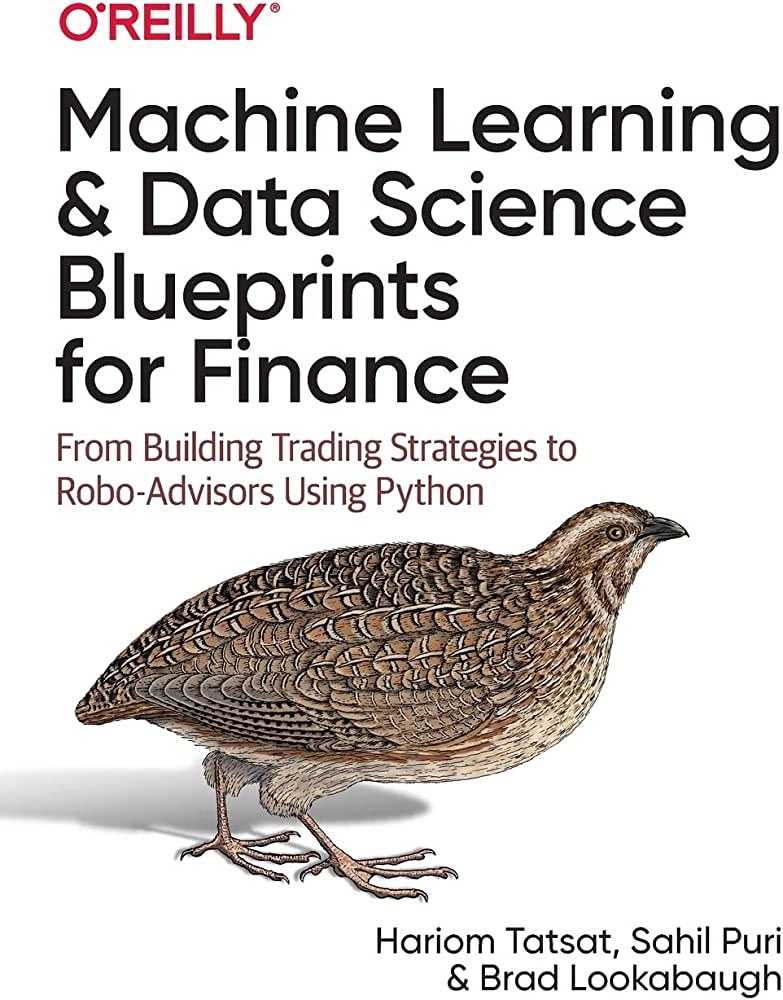 O'REILLY®
Machine Learning
& Data Science
Blueprints
for Finance
From Building Trading Strategies to
Robo-Advisors Using Python
Hariom Tatsat, Sahil Puri
& Brad Lookabaugh